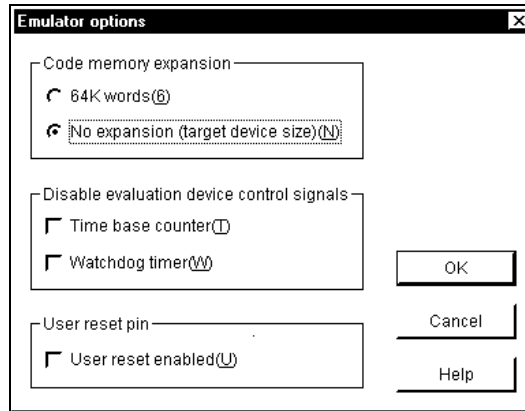 Emulator options
Code memory expansion
64K words(6)
No expansion (target device size)(N)
Disable evaluation device control signals
Time base counter(T)
Watchdog timer(W)
OK
User reset pin
Cancel
User reset enabled(U)
Help